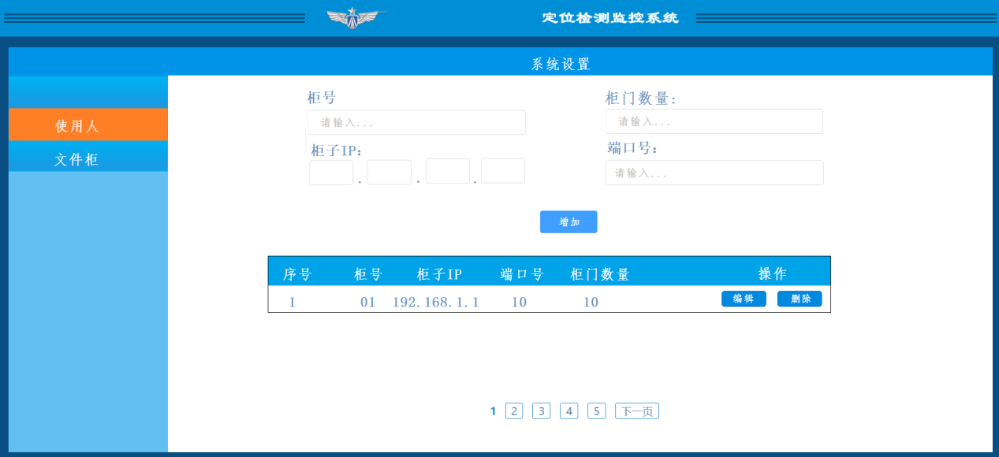 定位检测监控系统
系统设置
使用人
文件柜
柜号
请输入...
柜门数量:
请输入...
柜子IP:
. . .
端口号:
请输入...
增加
序号 柜号 柜子IP 端口号 柜门数量 操作
1 01 192.168.1.1 10 10 编辑 删除
1 2 3 4 5 下一页